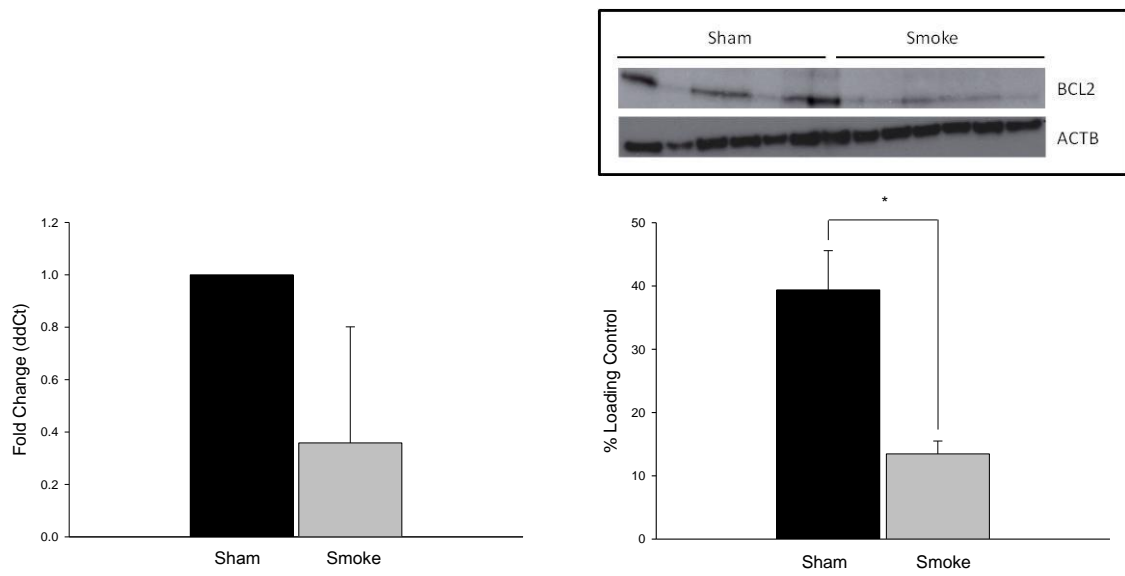 Sham Smoke
BCL2
ACTB
1.2
1.0
0.8
0.6
0.4
0.2
0.0
Fold Change (ddCt)
Sham Smoke
*
50
40
30
20
10
0
% Loading Control
Sham Smoke